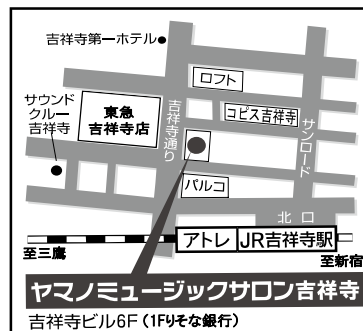 吉祥寺第一ホテル
ロフト
サウンド
クルー
吉祥寺
東急
吉祥寺店
吉祥寺通り
コピス吉祥寺
サンロード
パルコ
北口
アトレ
JR吉祥寺駅
至三鷹
至新宿
ヤマノミュージックサロン吉祥寺
吉祥寺ビル6F(1Fりそな銀行)